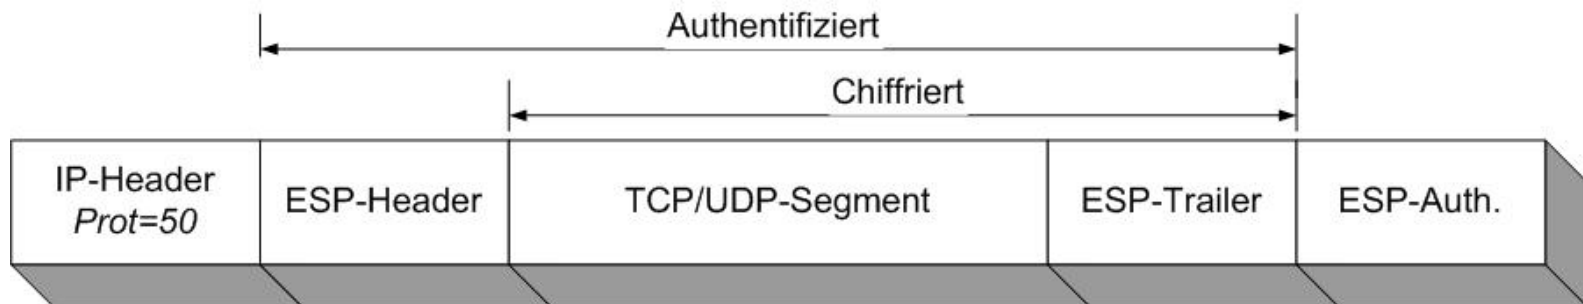 Authentifiziert
Chiffriert
IP-Header
Prot=50
ESP-Header
TCP/UDP-Segment
ESP-Trailer
ESP-Auth.